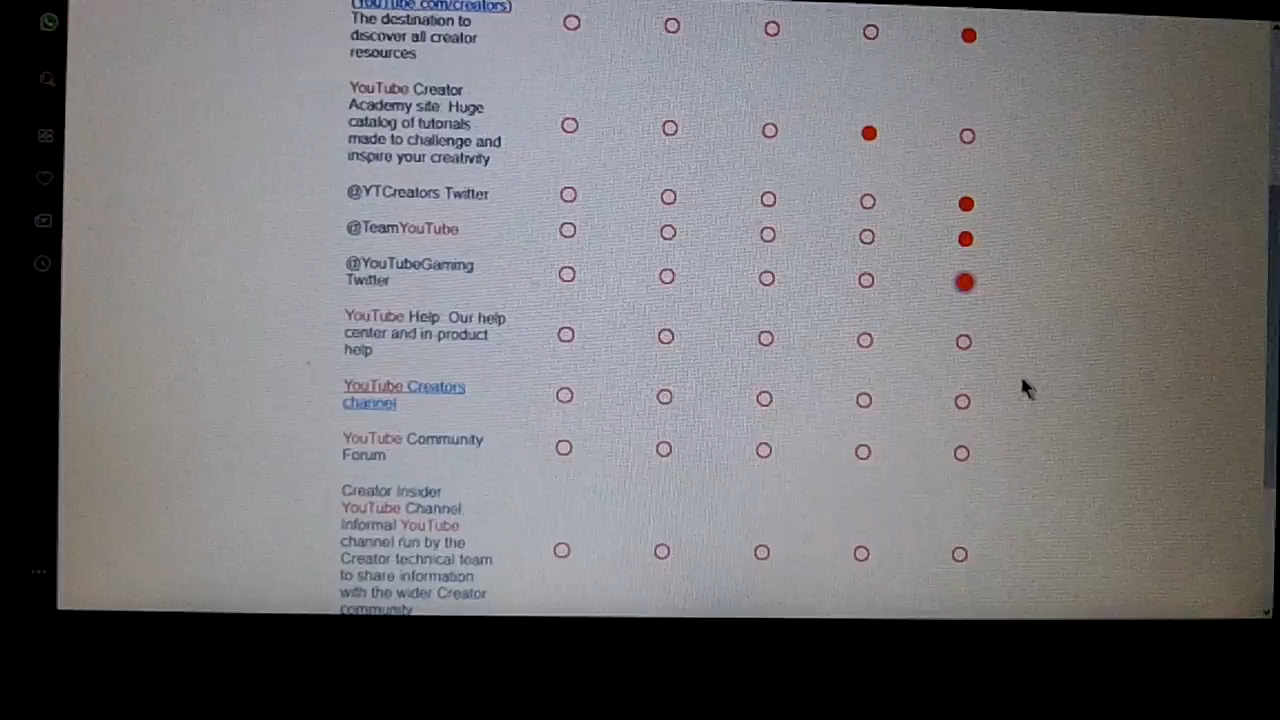 (YouTube.com/creators)
The destination to
discover all creator
resources
YouTube Creator
Academy site: Huge
catalog of tutorials
made to challenge and
inspire your creativity
@YTCreators Twitter
@TeamYouTube
@YouTubeGaming
Twitter
YouTube Help: Our help
center and in-product
help
YouTube Creators
channel
YouTube Community
Forum
Creator Insider
YouTube Channel:
Informal YouTube
channel run by the
Creator technical team
to share information
with the wider Creator
community